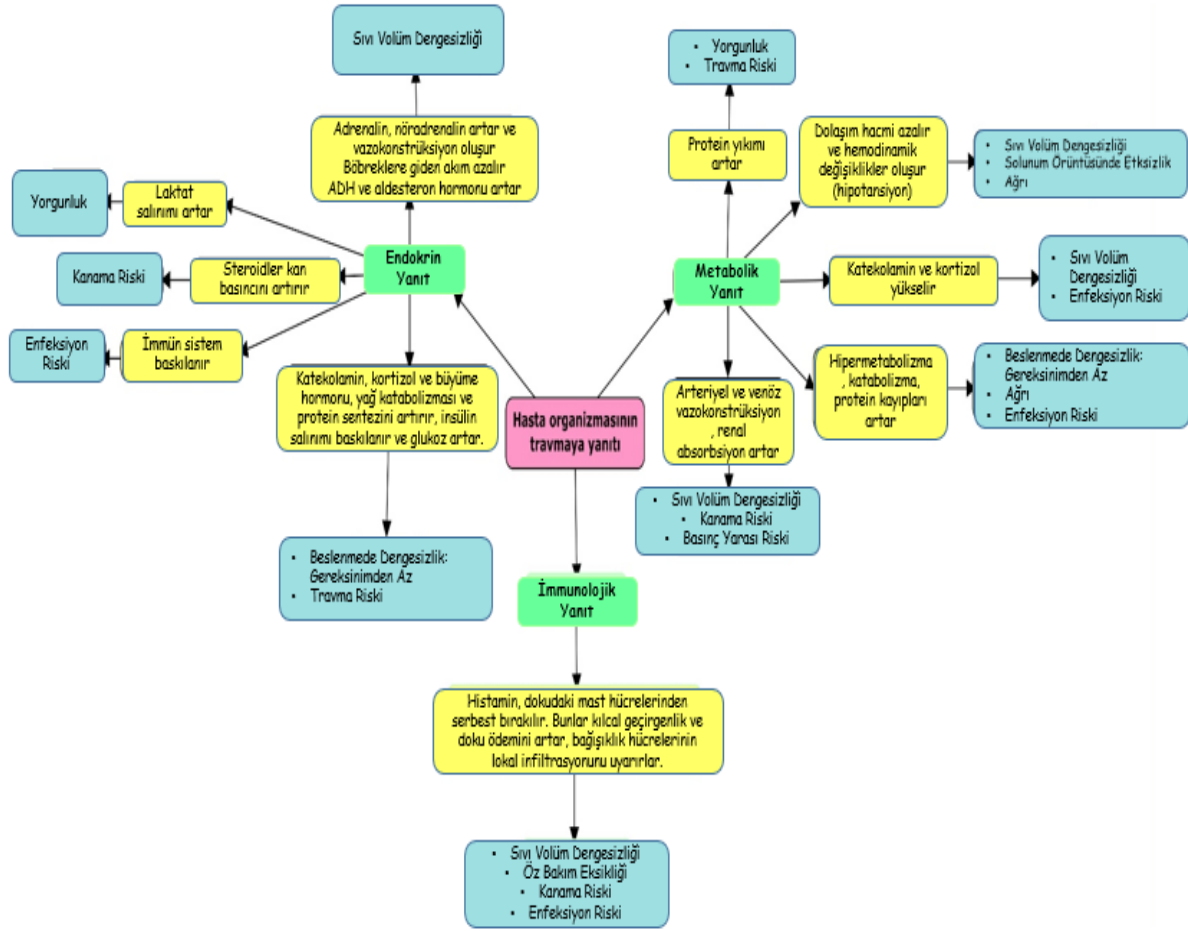 Sıvı Volüm Dengesizliği
Adrenalin, nöradrenalin artar ve
vazokonstrüksiyon oluşur
Böbreklere giden akım azalır
ADH ve aldesteron hormonu artar
Yorgunluk
Laktat
salınımı artar
Kanama Riski
Steroidler kan
basıncını artırır
Enfeksiyon
Riski
İmmün sistem
baskılanır
Endokrin
Yanıt
Katekolamin, kortizol ve büyüme
hormonu, yağ katabolizması ve
protein sentezini artırır, insülin
salınımı baskılanır ve glukoz artar.
• Beslenmede Dengesizlik:
Gereksinimden Az
• Travma Riski
Hasta organizmasının
travmaya yanıtı
• Yorgunluk
• Travma Riski
Protein yıkımı
artar
Dolaşım hacmi azalır
ve hemodinamik
değişiklikler oluşur
(hipotansiyon)
• Sıvı Volüm Dengesizliği
• Solunum Örüntüsünde Etksizlik
• Ağrı
Metabolik
Yanıt
Katekolamin ve kortizol
yükselir
• Sıvı Volüm
Dengesizliği
• Enfeksiyon Riski
Hipermetabolizma
, katabolizma,
protein kayıpları
artar
• Beslenmede Dengesizlik:
Gereksinimden Az
• Ağrı
• Enfeksiyon Riski
Arteriyel ve venöz
vazokonstrüksiyon
, renal
absorbsiyon artar
• Sıvı Volüm Dengesizliği
• Kanama Riski
• Basınç Yarası Riski
İmmunolojik
Yanıt
Histamin, dokudaki mast hücrelerinden
serbest bırakılır. Bunlar kılcal geçirgenlik ve
doku ödemini artar, bağışıklık hücrelerinin
lokal infiltrasyonunu uyarırlar.
• Sıvı Volüm Dengesizliği
• Öz Bakım Eksikliği
• Kanama Riski
• Enfeksiyon Riski